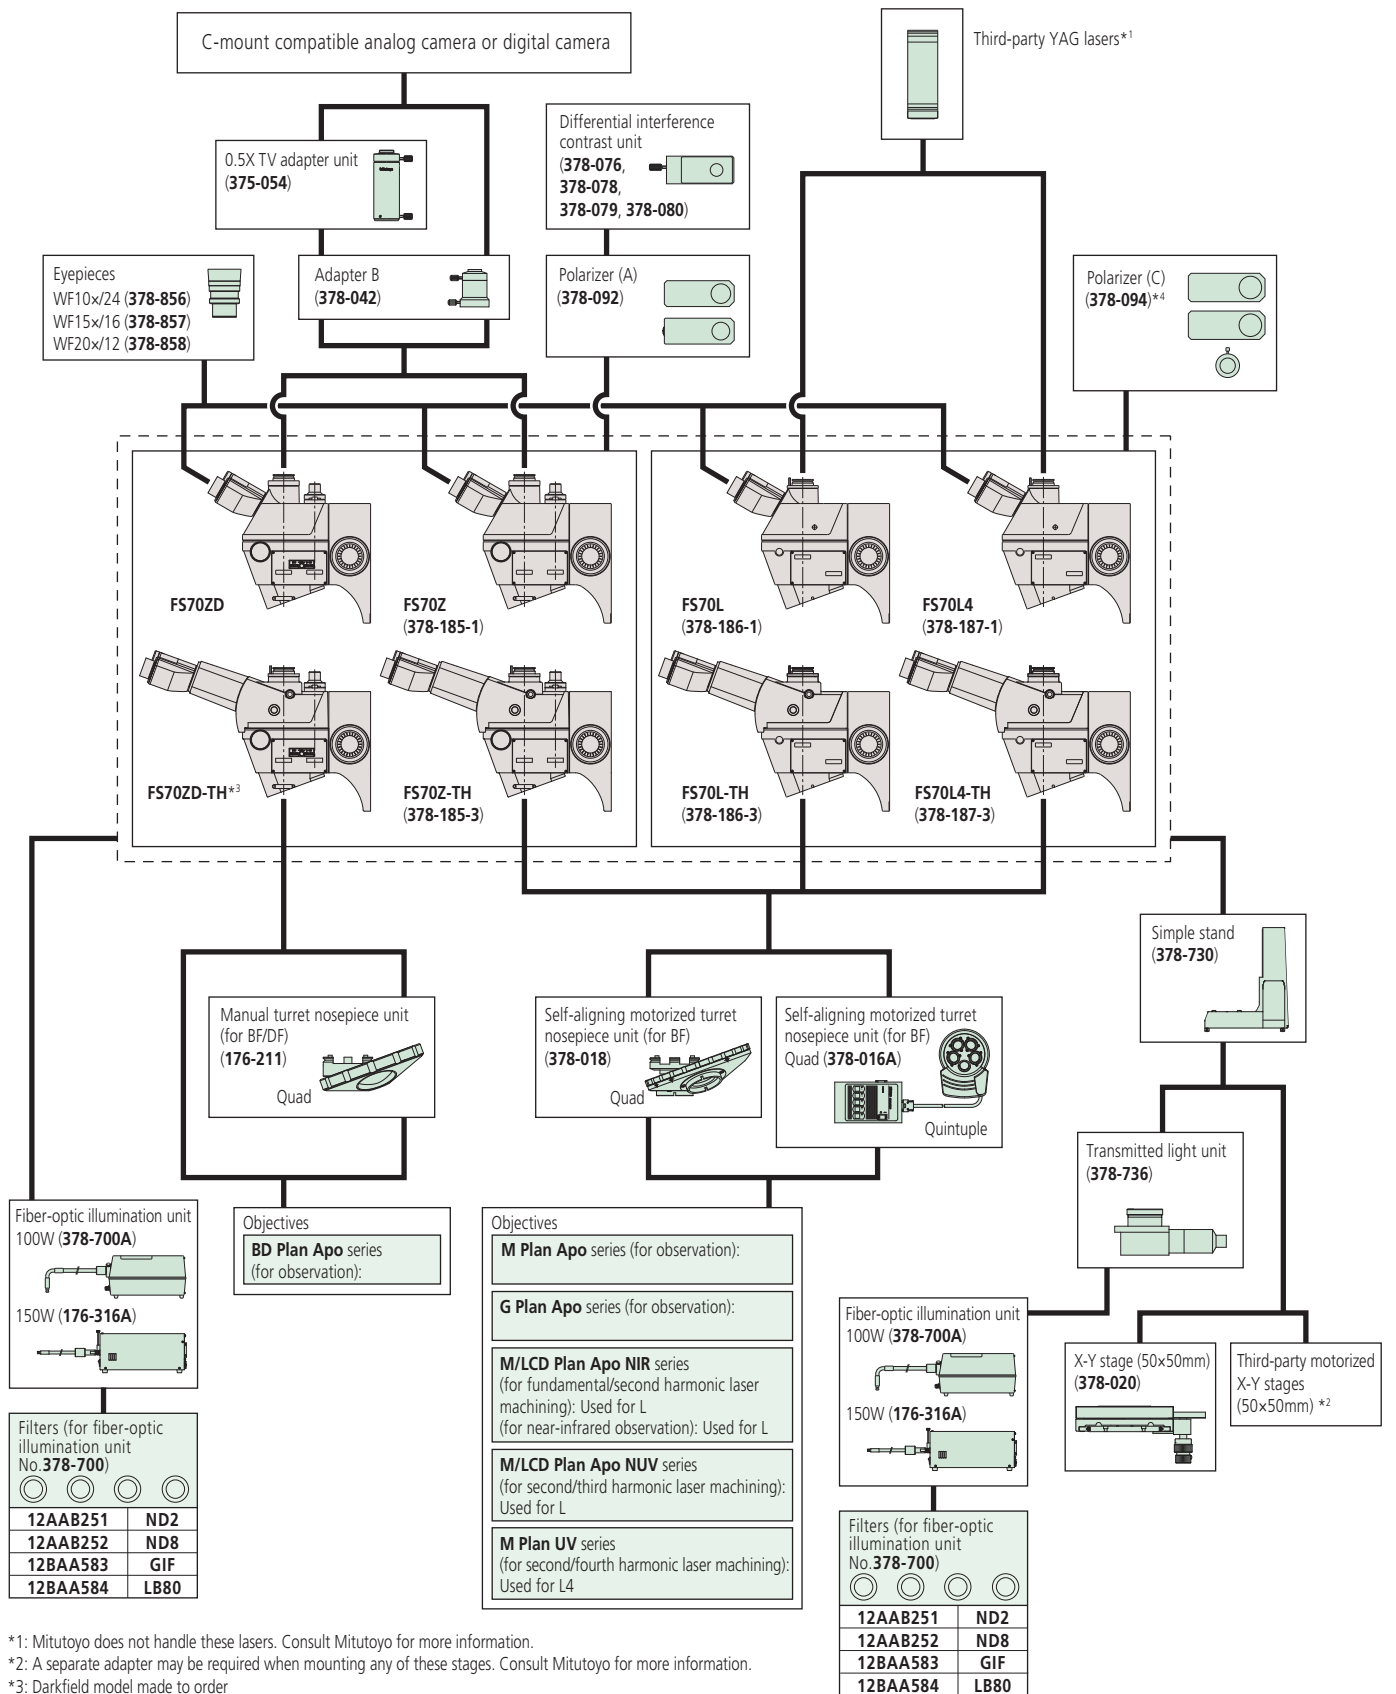 C-mount compatible analog camera or digital camera
Third-party YAG lasers*1
0.5X TV adapter unit
(375-054)
Differential interference
contrast unit
(378-076,
378-078,
378-079, 378-080)
Eyepieces
WF10×/24 (378-856)
WF15×/16 (378-857)
WF20×/12 (378-858)
Adapter B
(378-042)
Polarizer (A)
(378-092)
Polarizer (C)
(378-094)*4
FS70ZD
FS70Z
(378-185-1)
FS70L
(378-186-1)
FS70L4
(378-187-1)
FS70ZD-TH*3
FS70Z-TH
(378-185-3)
FS70L-TH
(378-186-3)
FS70L4-TH
(378-187-3)
Simple stand
(378-730)
Manual turret nosepiece unit
(for BF/DF)
(176-211)
Quad
Self-aligning motorized turret
nosepiece unit (for BF)
(378-018)
Quad
Self-aligning motorized turret
nosepiece unit (for BF)
Quad (378-016A)
Quintuple
Transmitted light unit
(378-736)
Fiber-optic illumination unit
100W (378-700A)
150W (176-316A)
Filters (for fiber-optic
illumination unit
No.378-700)
12AAB251 ND2
12AAB252 ND8
12BAA583 GIF
12BAA584 LB80
Objectives
BD Plan Apo series
(for observation):
Objectives
M Plan Apo series (for observation):
G Plan Apo series (for observation):
M/LCD Plan Apo NIR series
(for fundamental/second harmonic laser
machining): Used for L
(for near-infrared observation): Used for L
M/LCD Plan Apo NUV series
(for second/third harmonic laser machining):
Used for L
M Plan UV series
(for second/fourth harmonic laser machining):
Used for L4
Fiber-optic illumination unit
100W (378-700A)
150W (176-316A)
X-Y stage (50×50mm)
(378-020)
Third-party motorized
X-Y stages
(50×50mm) *2
Filters (for fiber-optic
illumination unit
No.378-700)
12AAB251 ND2
12AAB252 ND8
12BAA583 GIF
12BAA584 LB80
*1: Mitutoyo does not handle these lasers. Consult Mitutoyo for more information.
*2: A separate adapter may be required when mounting any of these stages. Consult Mitutoyo for more information.
*3: Darkfield model made to order